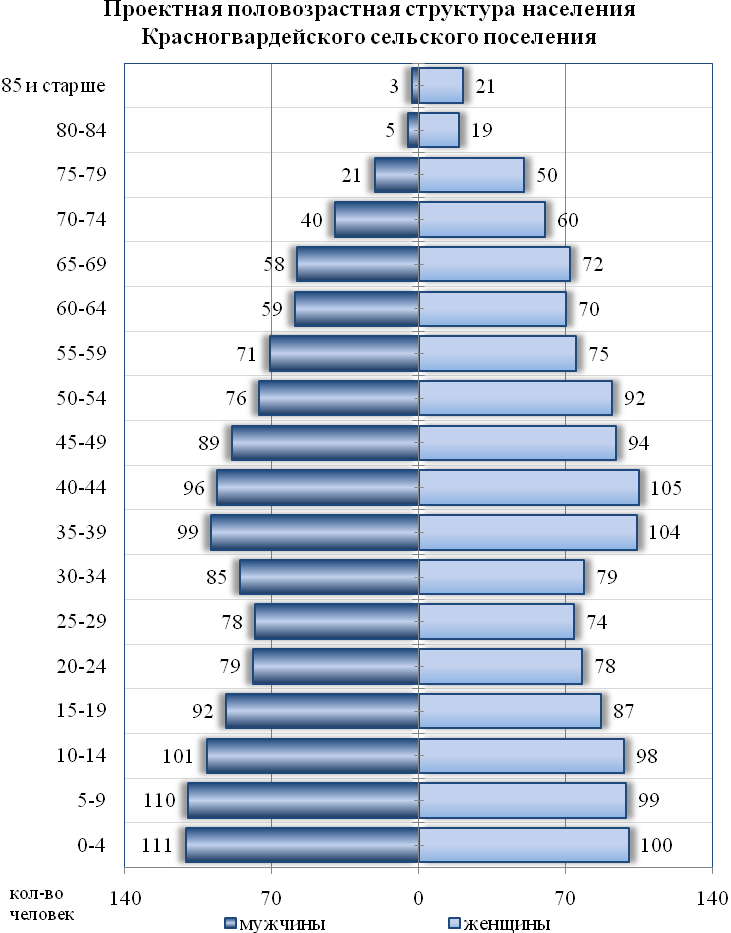 Проектная половозрастная структура населения
Красногвардейского сельского поселения
85 и старше 3 21
80-84 5 19
75-79 21 50
70-74 40 60
65-69 58 72
60-64 59 70
55-59 71 75
50-54 76 92
45-49 89 94
40-44 96 105
35-39 99 104
30-34 85 79
25-29 78 74
20-24 79 78
15-19 92 87
10-14 101 98
5-9 110 99
0-4 111 100
140 70 0 70 140
кол-во
человек
мужчины женщины